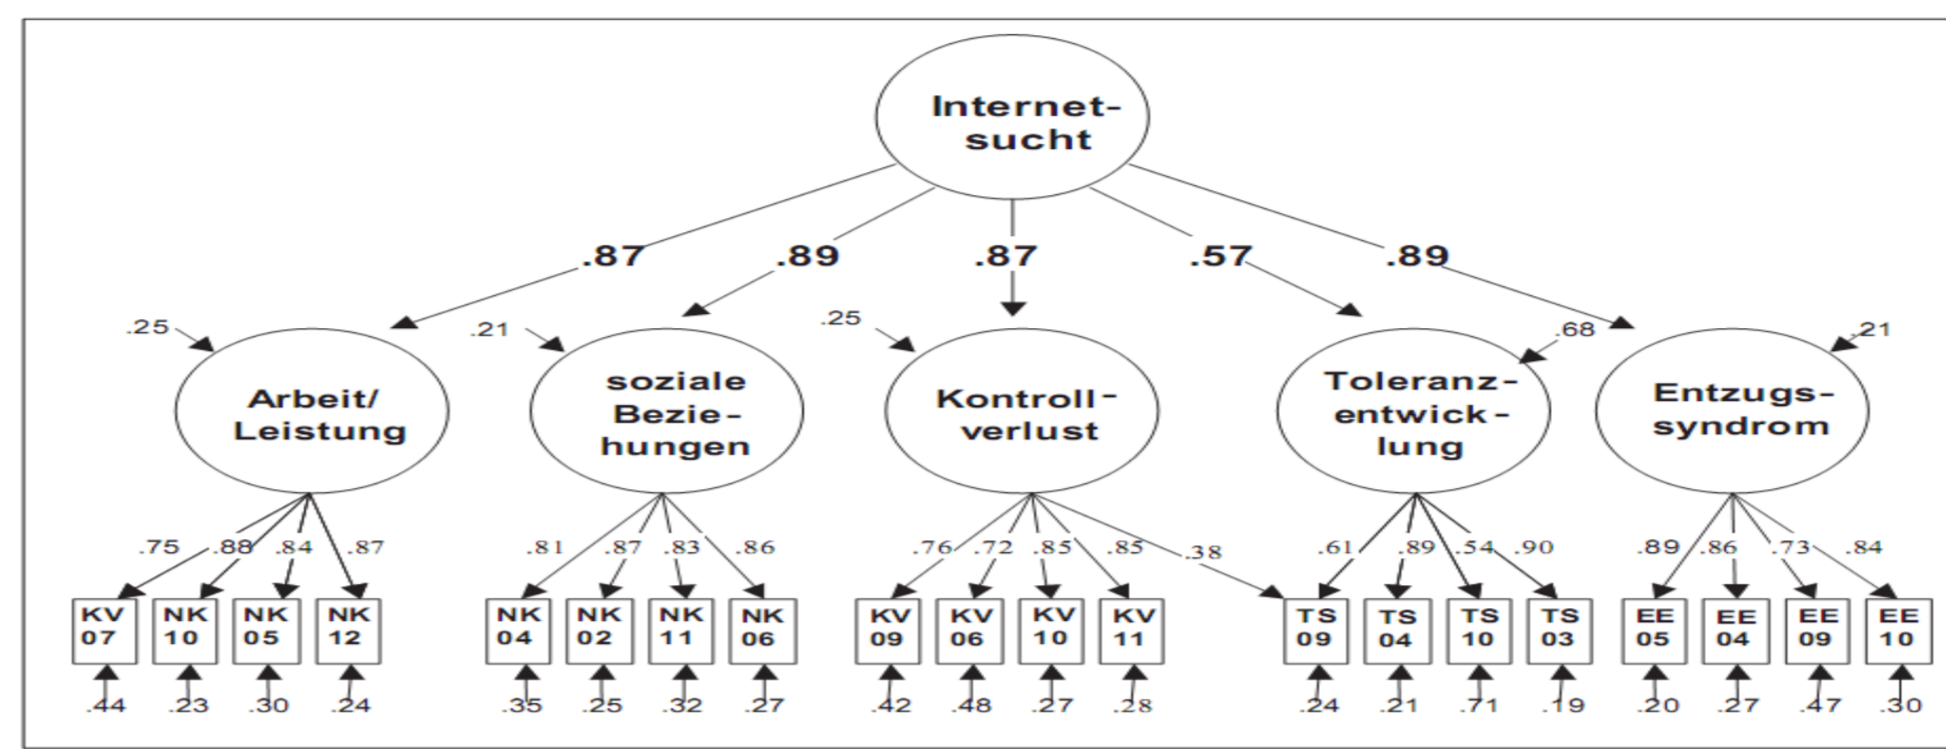 Internet-
sucht
.87 .89 .87 .57 .89
.25 .21 .25 .68 .21
Arbeit/
Leistung
soziale
Bezie-
hungen
Kontroll-
verlust
Toleranz-
entwick-
lung
Entzugs-
syndrom
.75 .88 .84 .87 .81 .87 .83 .86 .76 .72 .85 .85 .38 .61 .89 .54 .90 .89 .86 .73 .84
KV NK NK NK NK NK NK NK KV KV KV KV TS TS TS TS EE EE EE EE
07 10 05 12 04 02 11 06 09 06 10 11 09 04 10 03 05 04 09 10
.44 .23 .30 .24 .35 .25 .32 .27 .42 .48 .27 .28 .24 .21 .71 .19 .20 .27 .47 .30